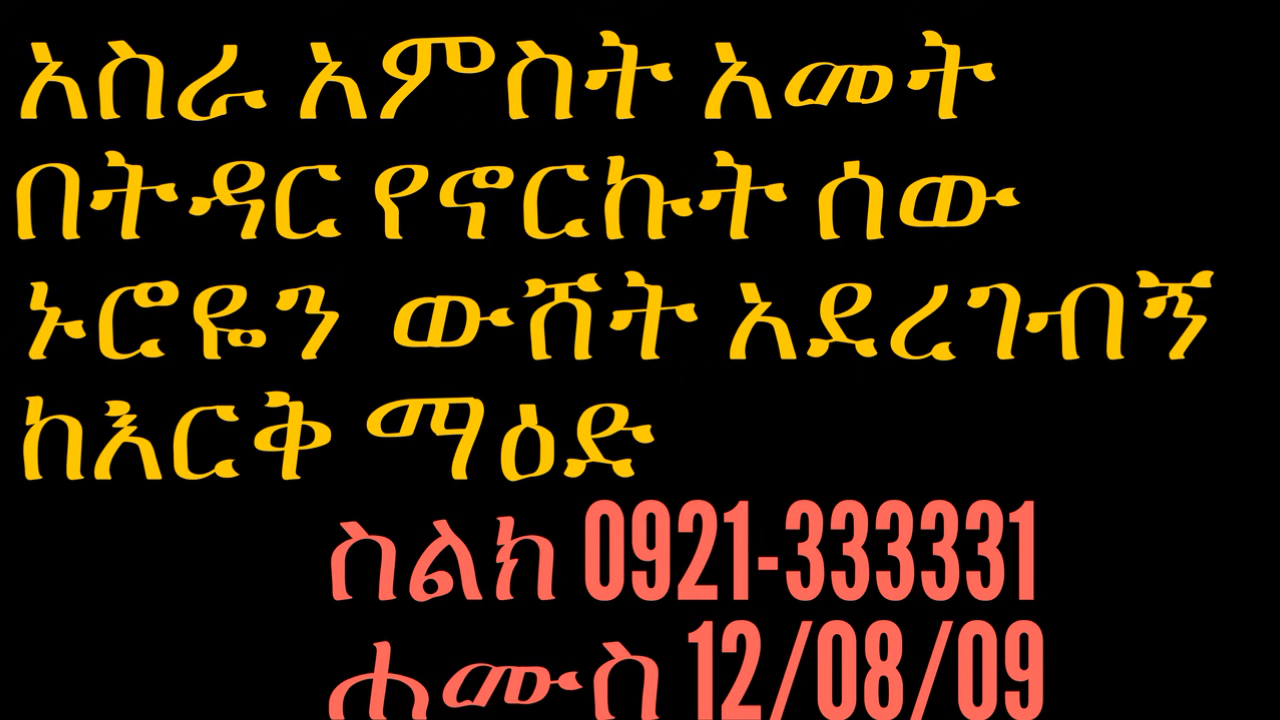 አስራ አምስት አመት
በትዳር የኖርኩት ሰው
ኑሮዬን ውሸት አደረገብኝ
ከእርቅ ማዕድ
ስልክ 0921-333331
ሐሙስ 12/08/09